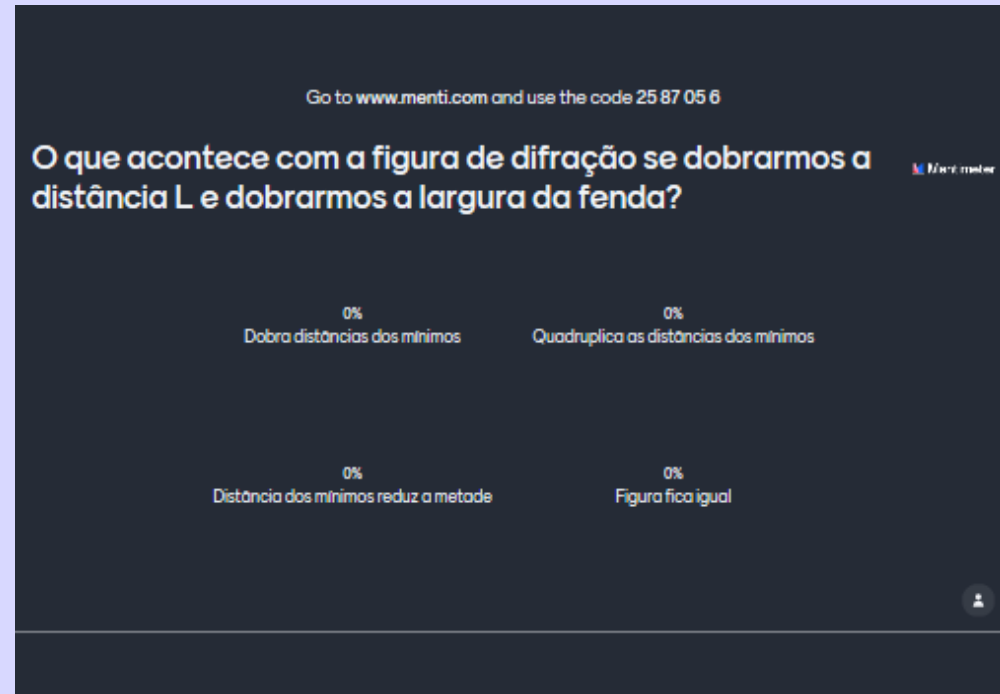 Go to www.menti.com and use the code 25 87 05 6
O que acontece com a figura de difração se dobrarmos a
distância L e dobrarmos a largura da fenda?
Mentimeter
0%
Dobra distâncias dos mínimos
0%
Quadruplica as distâncias dos mínimos
0%
Distância dos mínimos reduz a metade
0%
Figura fica igual